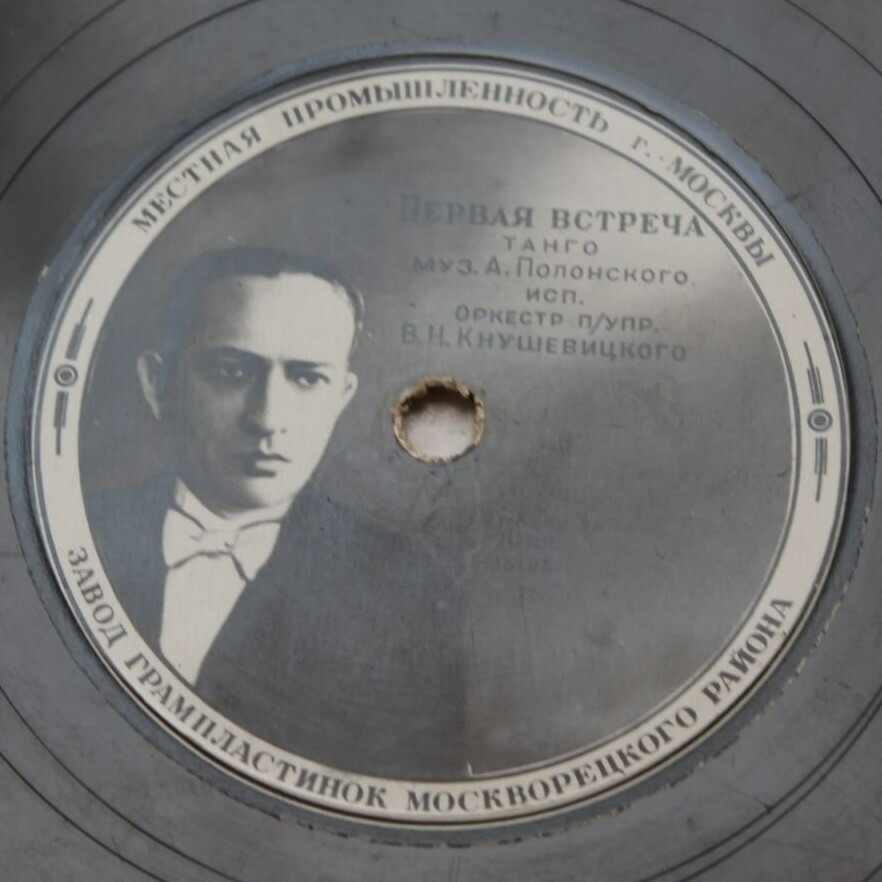 МЕСТНАЯ ПРОМЫШЛЕННОСТЬ г. МОСКВЫ
ПЕРВАЯ ВСТРЕЧА
ТАНГО
МУЗ. А. ПОЛОНСКОГО
ИСП.
ОРКЕСТР П/УПР.
В. Н. КНУШЕВИЦКОГО
ЗАВОД ГРАМПЛАСТИНОК МОСКВОРЕЦКОГО РАЙОНА